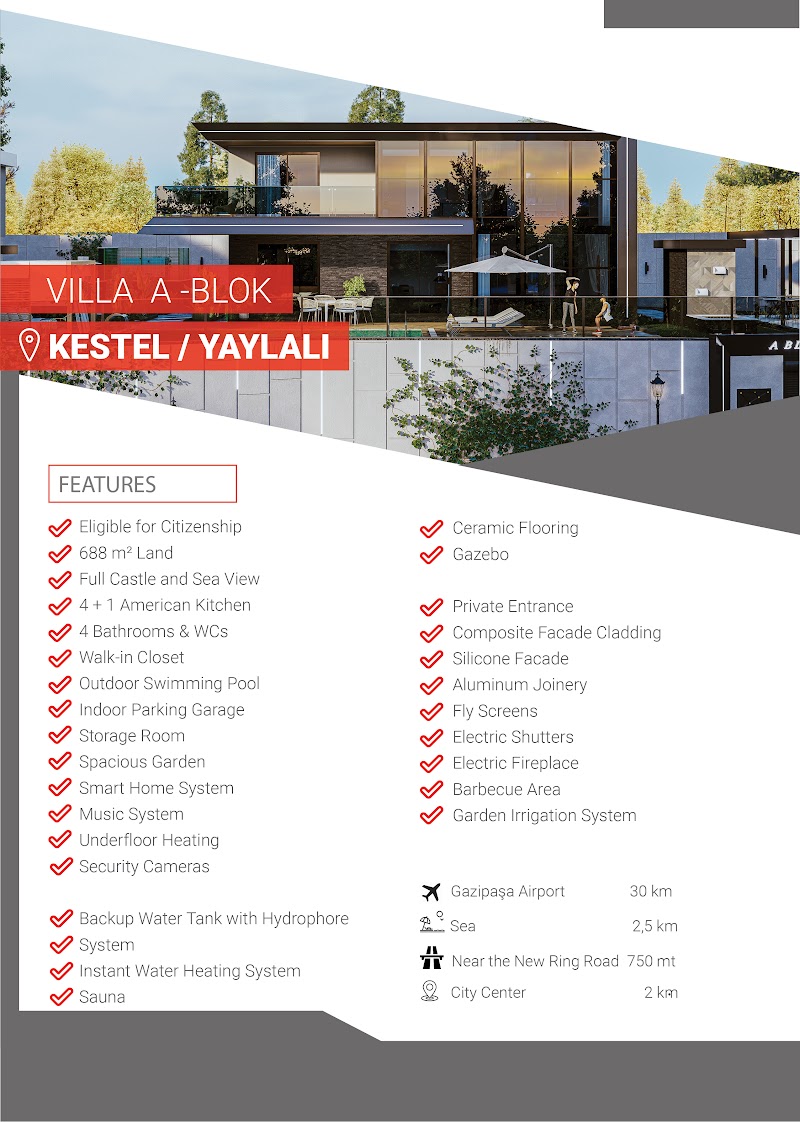 VILLA A -BLOK
KESTEL / YAYLALI
A BL
FEATURES
Eligible for Citizenship
688 m² Land
Full Castle and Sea View
4 + 1 American Kitchen
4 Bathrooms & WCs
Walk-in Closet
Outdoor Swimming Pool
Indoor Parking Garage
Storage Room
Spacious Garden
Smart Home System
Music System
Underfloor Heating
Security Cameras
Backup Water Tank with Hydrophore
System
Instant Water Heating System
Sauna
Ceramic Flooring
Gazebo
Private Entrance
Composite Facade Cladding
Silicone Facade
Aluminum Joinery
Fly Screens
Electric Shutters
Electric Fireplace
Barbecue Area
Garden Irrigation System
Gazipaşa Airport 30 km
Sea 2,5 km
Near the New Ring Road 750 mt
City Center 2 km